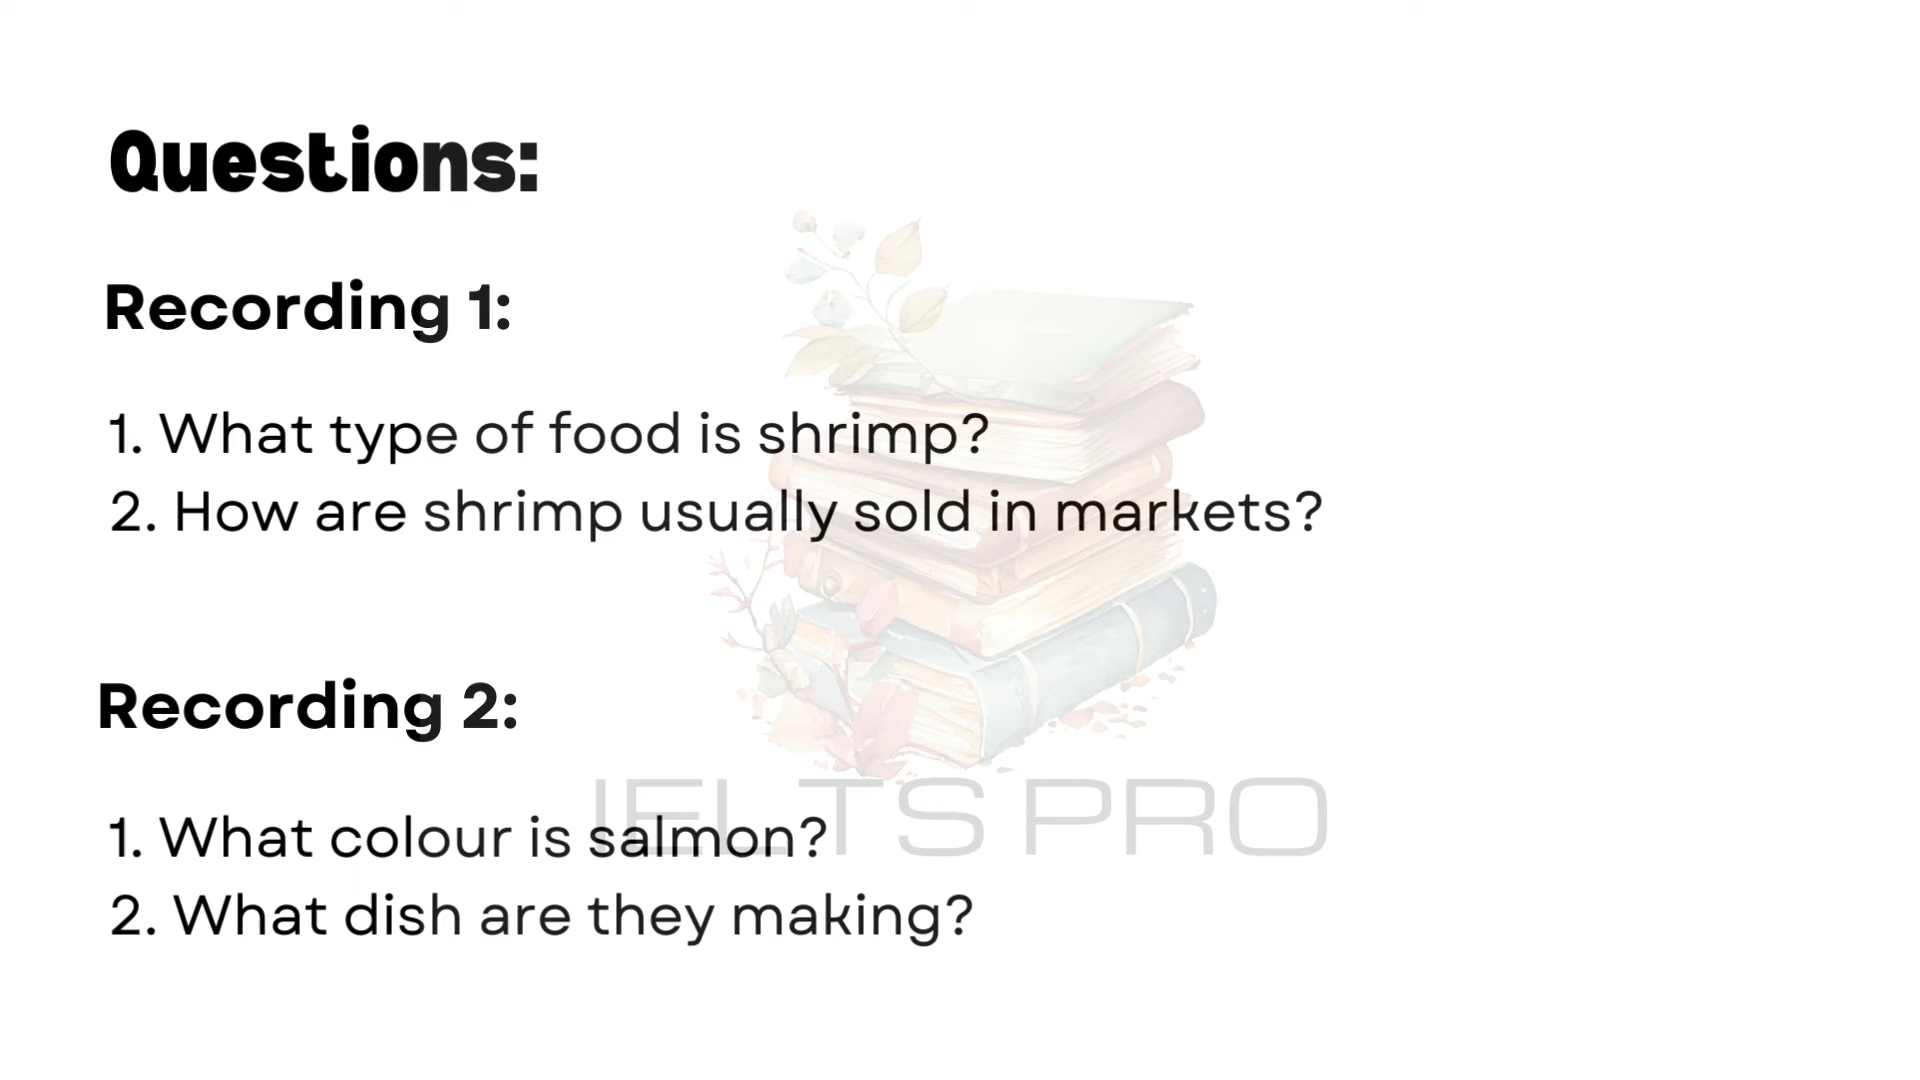 Questions:
Recording 1:
1. What type of food is shrimp?
2. How are shrimp usually sold in markets?
Recording 2:
1. What colour is salmon?
2. What dish are they making?
IELTS PRO